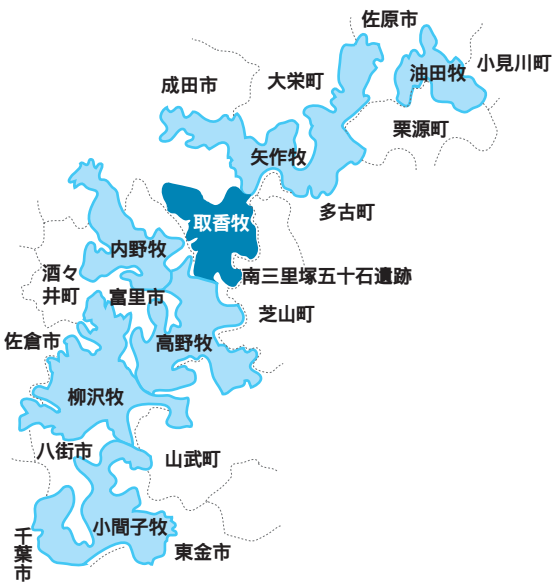 佐原市
小見川町
油田牧
大栄町
成田市
栗源町
矢作牧
多古町
取香牧
内野牧
南三里塚五十石遺跡
酒々
井町
富里市
芝山町
佐倉市
高野牧
柳沢牧
八街市
山武町
小間子牧
千葉市
東金市